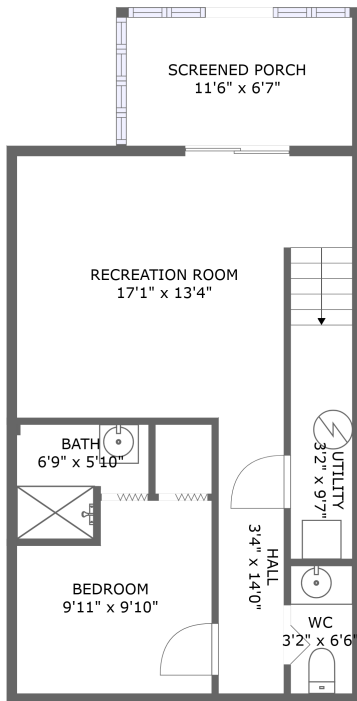 SCREENED PORCH
11'6" x 6'7"
RECREATION ROOM
17'1" x 13'4"
BATH
6'9" x 5'10"
UTILITY
3'2" x 9'7"
HALL
3'4" x 14'0"
BEDROOM
9'11" x 9'10"
WC
3'2" x 6'6"